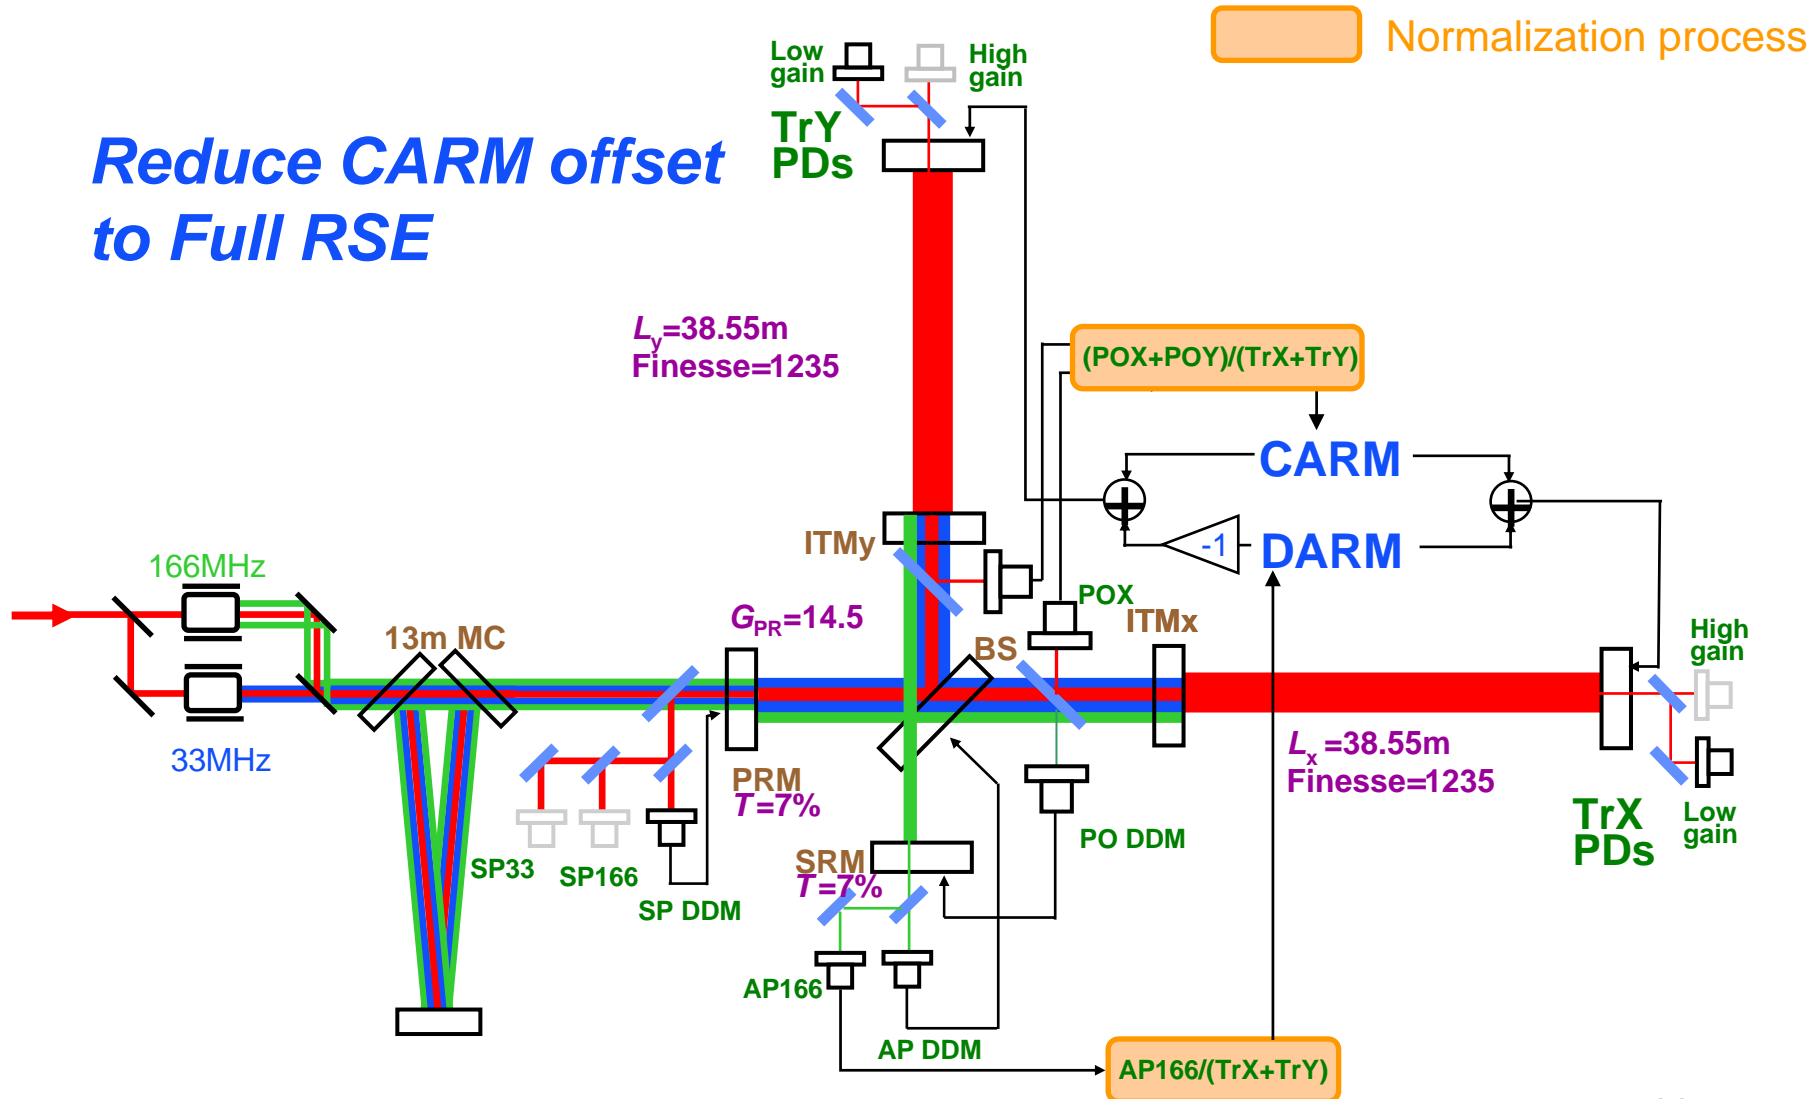 Normalization process
Low gain
High gain
TrY PDs
Reduce CARM offset
to Full RSE
Ly=38.55m
Finesse=1235
(POX+POY)/(TrX+TrY)
CARM
-1
DARM
ITMy
166MHz
POX
GPR=14.5
ITMx
13m MC
BS
High gain
33MHz
Lx =38.55m
Finesse=1235
PRM
T=7%
TrX PDs
Low gain
PO DDM
SP33
SP166
SRM
T=7%
SP DDM
AP166
AP DDM
AP166/(TrX+TrY)